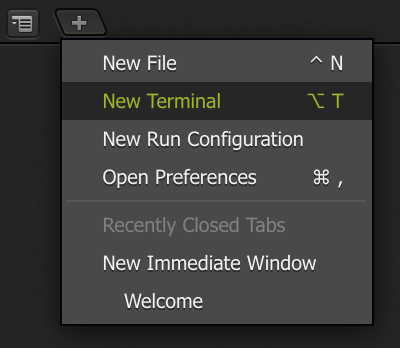 New File ^ N
New Terminal ⌥ T
New Run Configuration
Open Preferences ⌘ ,
Recently Closed Tabs
New Immediate Window
Welcome